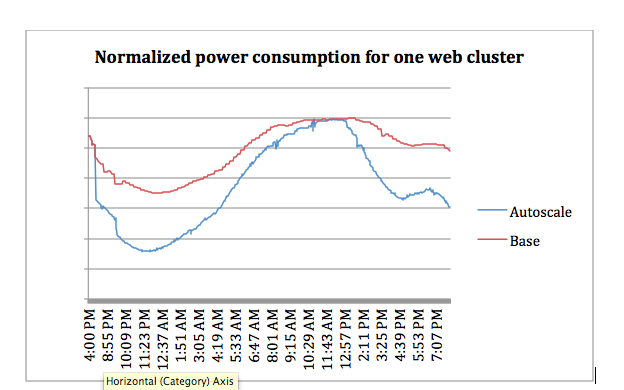 Normalized power consumption for one web cluster
Autoscale
Base
4:00 PM
8:55 PM
10:09 PM
11:23 PM
12:37 AM
1:51 AM
3:05 AM
4:19 AM
5:33 AM
6:47 AM
8:01 AM
9:15 AM
10:29 AM
11:43 AM
12:57 PM
2:11 PM
3:25 PM
4:39 PM
5:53 PM
7:07 PM
Horizontal (Category) Axis